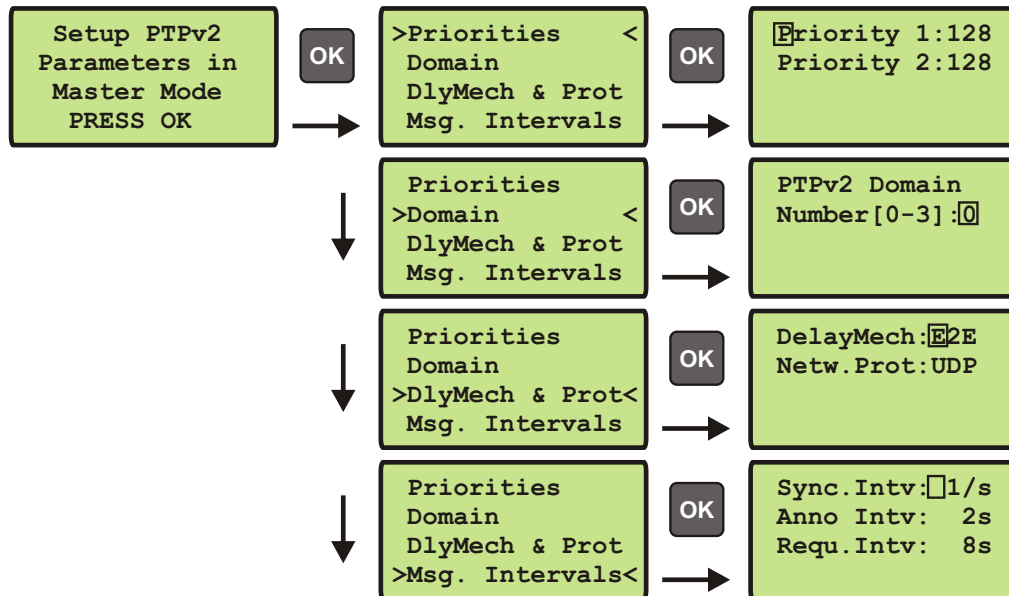 Setup PTPv2
Parameters in
Master Mode
PRESS OK
OK
>Priorities <
Domain
DlyMech & Prot
Msg. Intervals
OK
Priority 1:128
Priority 2:128
Priorities
>Domain <
DlyMech & Prot
Msg. Intervals
OK
PTPv2 Domain
Number[0-3]:0
Priorities
Domain
>DlyMech & Prot<
Msg. Intervals
OK
DelayMech:E2E
Netw.Prot:UDP
Priorities
Domain
DlyMech & Prot
>Msg. Intervals<
OK
Sync.Intv: 1/s
Anno Intv: 2s
Requ.Intv: 8s